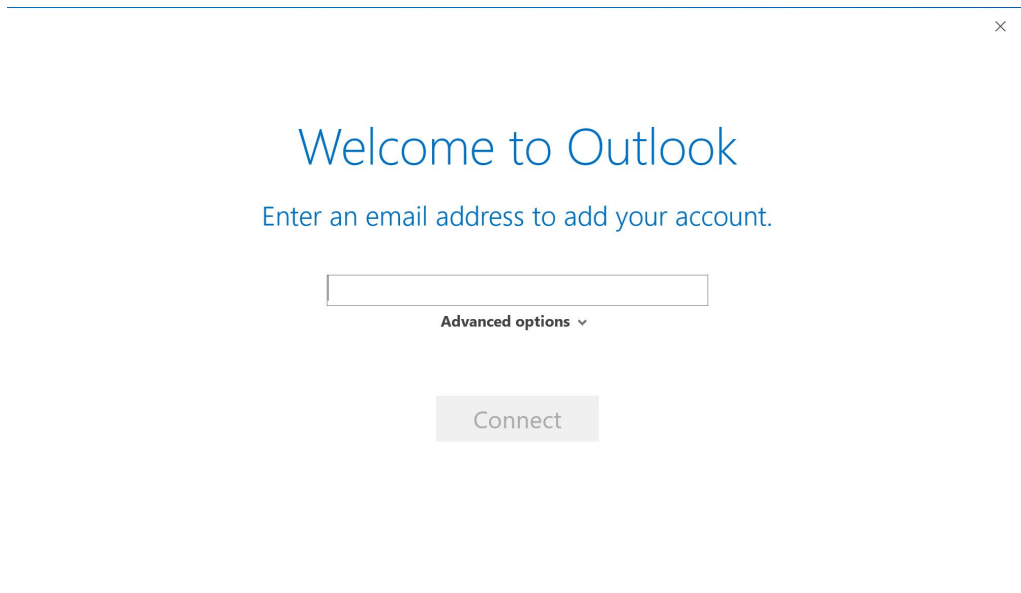 Welcome to Outlook
Enter an email address to add your account.
Advanced options
Connect